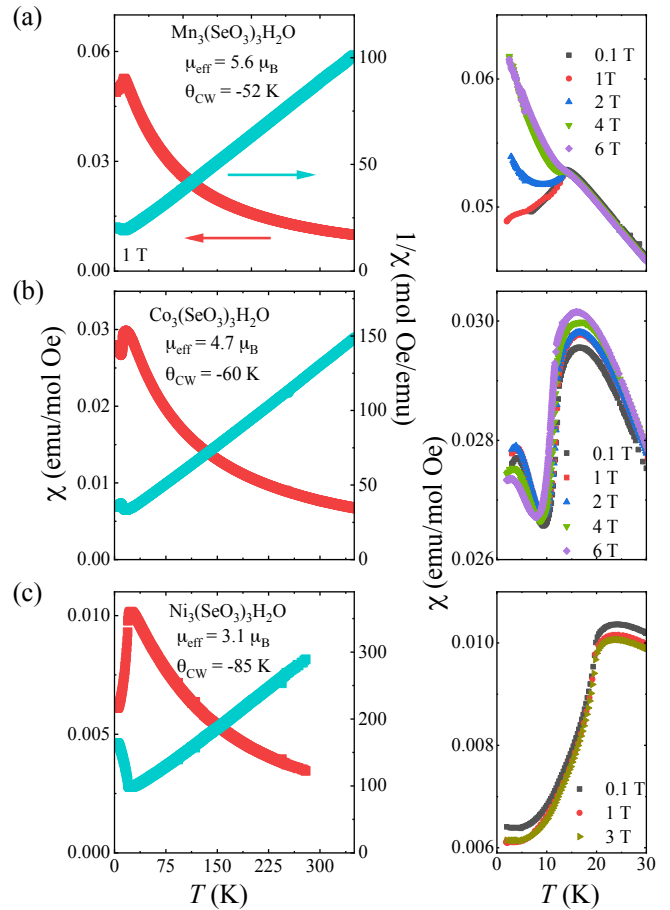 (a)
Mn3(SeO3)3H2O
μeff = 5.6 μB
θCW = -52 K
1 T
0.06
0.03
0.00
100
50
0
0.1 T
1T
2 T
4 T
6 T
0.06
0.05
(b)
Co3(SeO3)3H2O
μeff = 4.7 μB
θCW = -60 K
0.03
0.02
0.01
0.00
150
100
50
0
χ (emu/mol Oe)
1/χ (mol Oe/emu)
0.030
0.028
0.026
0.1 T
1 T
2 T
4 T
6 T
χ (emu/mol Oe)
(c)
Ni3(SeO3)3H2O
μeff = 3.1 μB
θCW = -85 K
0.010
0.005
0.000
300
200
100
0
0 75 150 225 300
T (K)
0.010
0.008
0.006
0.1 T
1 T
3 T
0 10 20 30
T (K)